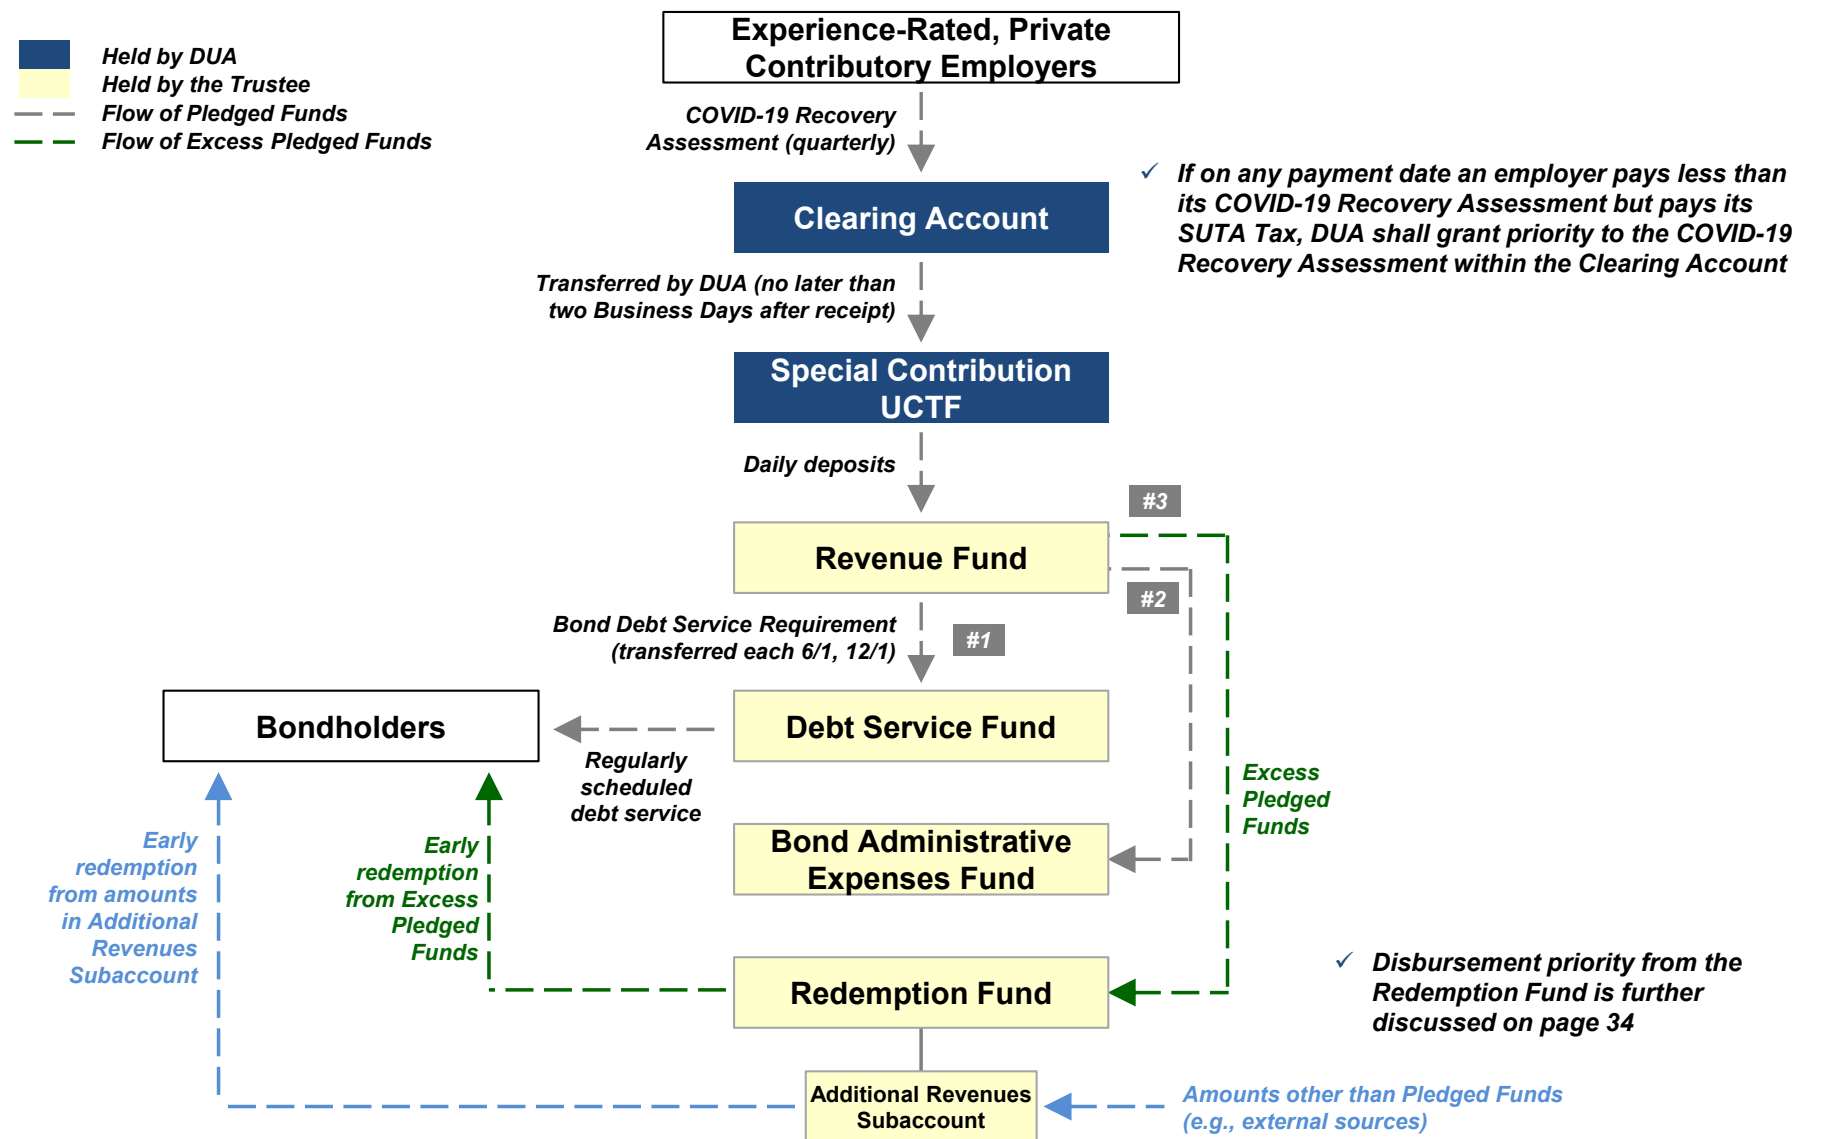 Experience-Rated, Private
Contributory Employers
Held by DUA
Held by the Trustee
Flow of Pledged Funds
Flow of Excess Pledged Funds
COVID-19 Recovery
Assessment (quarterly)
Clearing Account
✓ If on any payment date an employer pays less than
its COVID-19 Recovery Assessment but pays its
SUTA Tax, DUA shall grant priority to the COVID-19
Recovery Assessment within the Clearing Account
Transferred by DUA (no later than
two Business Days after receipt)
Special Contribution
UCTF
Daily deposits
#3
Revenue Fund
#2
Bond Debt Service Requirement
(transferred each 6/1, 12/1)
#1
Bondholders
Debt Service Fund
Regularly
scheduled
debt service
Excess
Pledged
Funds
Bond Administrative
Expenses Fund
Early
redemption
from amounts
in Additional
Revenues
Subaccount
Early
redemption
from Excess
Pledged
Funds
Redemption Fund
✓ Disbursement priority from the
Redemption Fund is further
discussed on page 34
Additional Revenues
Subaccount
Amounts other than Pledged Funds
(e.g., external sources)